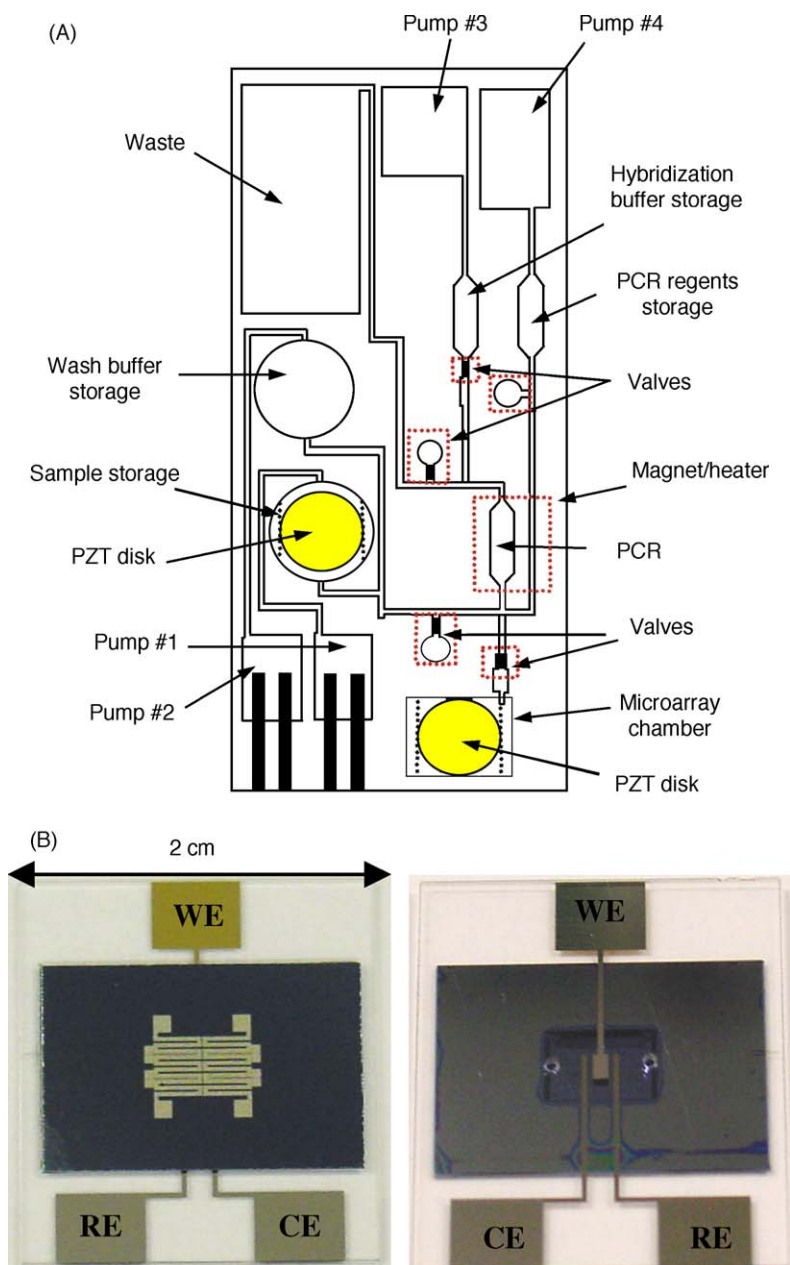 (A)
Pump #3
Pump #4
Waste
Hybridization
buffer storage
PCR regents
storage
Wash buffer
storage
Valves
Sample storage
Magnet/heater
PZT disk
PCR
Pump #1
Valves
Pump #2
Microarray
chamber
PZT disk
(B)
2 cm
WE
WE
RE
CE
CE
RE